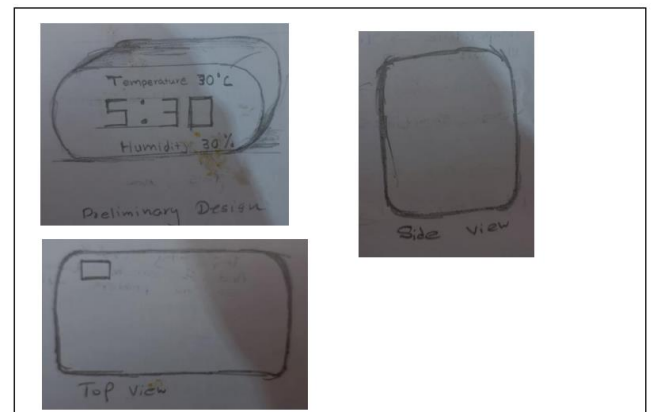 Temperature 30°C
5:30
Humidity: 30%
Preliminary Design
Side View
Top View